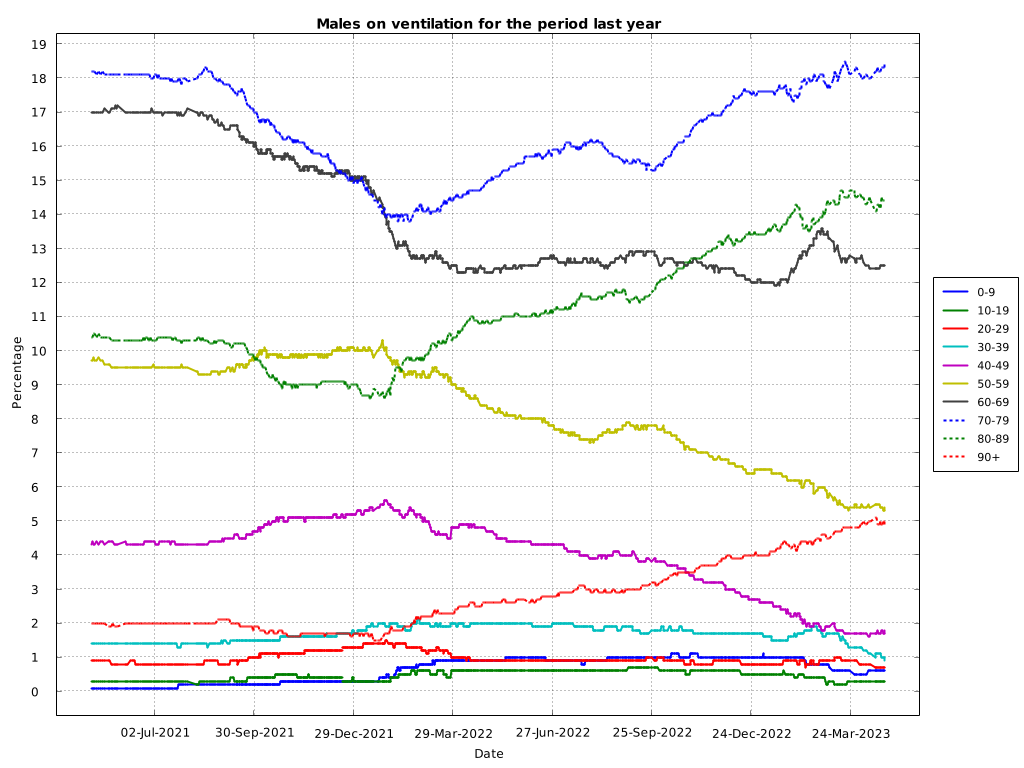 Males on ventilation for the period last year
19
18
17
16
15
14
13
12
11
10
9
8
7
6
5
4
3
2
1
0
Percentage
02-Jul-2021
30-Sep-2021
29-Dec-2021
29-Mar-2022
27-Jun-2022
25-Sep-2022
24-Dec-2022
24-Mar-2023
Date
0-9
10-19
20-29
30-39
40-49
50-59
60-69
70-79
80-89
90+